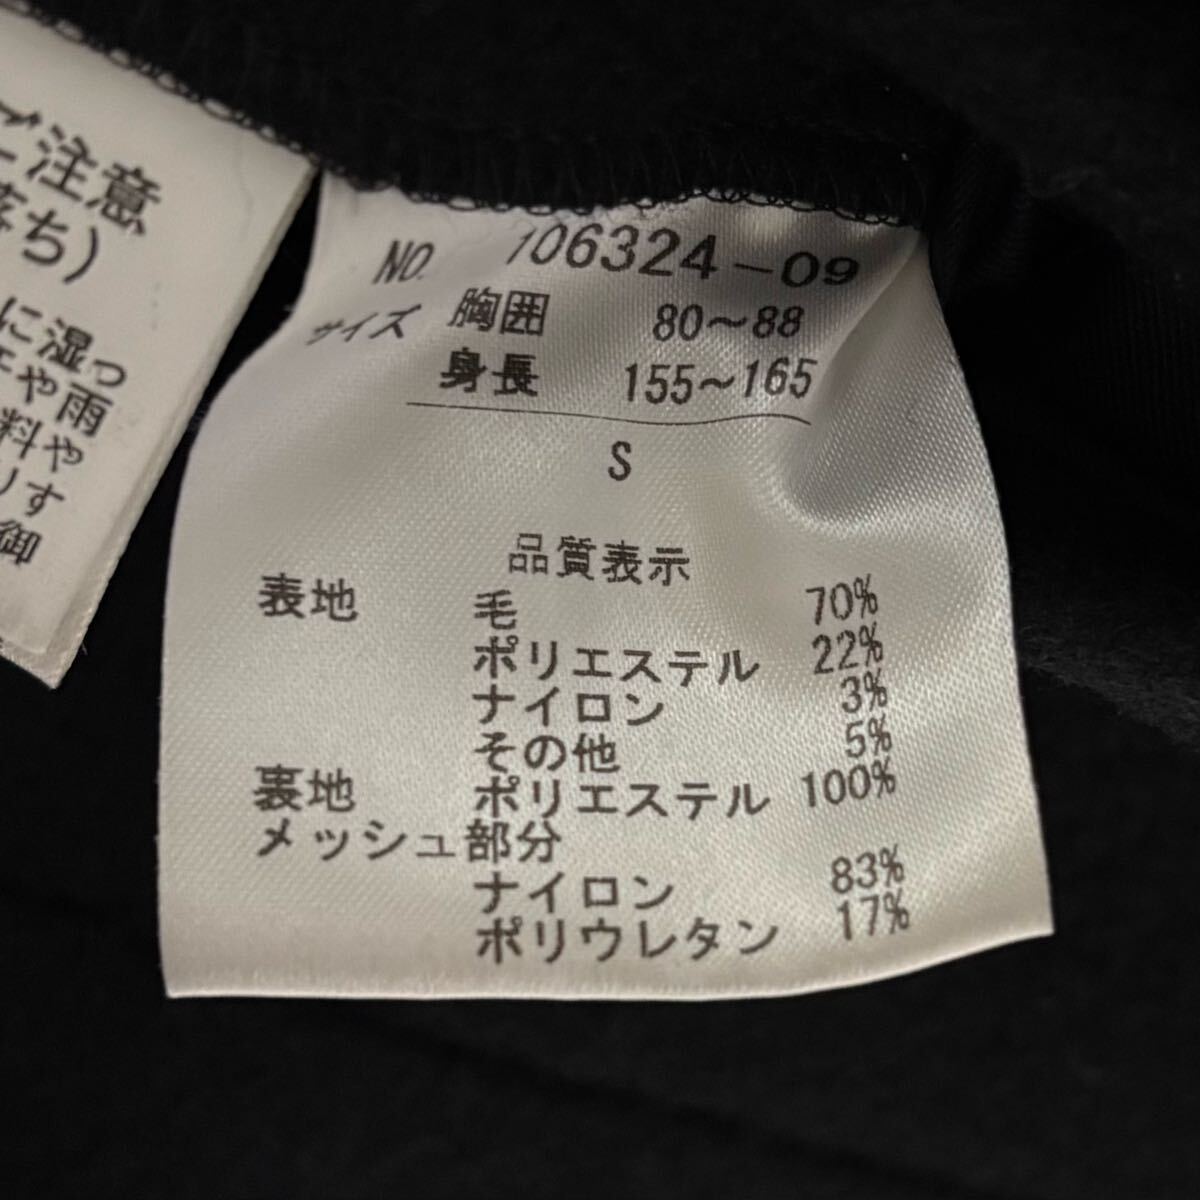 ご注意
落ち)
に湿っ
や雨
料や
りす
御
NO. 106324-09
サイズ 胸囲 80～88
身長 155～165
S
品質表示
表地 毛 70%
ポリエステル 22%
ナイロン 3%
その他 5%
裏地 ポリエステル 100%
メッシュ部分
ナイロン 83%
ポリウレタン 17%